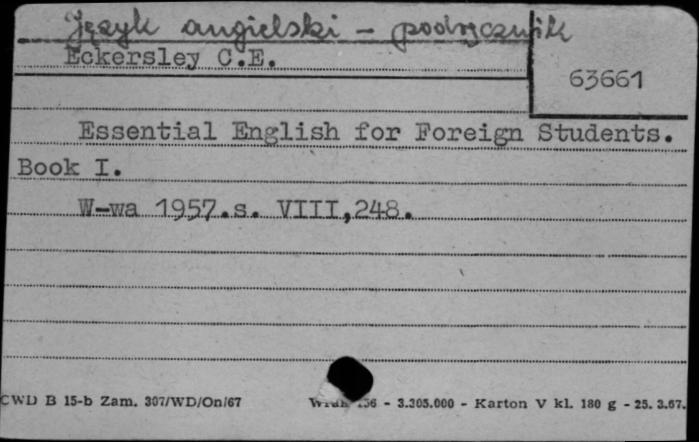 Język angielski - podręcznik
Eckersley C.E.
63661
Essential English for Foreign Students.
Book I.
W-wa 1957.s. VIII,248.
CWD B 15-b Zam. 307/WD/On/67 - 3.305.000 - Karton V kl. 180 g - 25. 3.67.